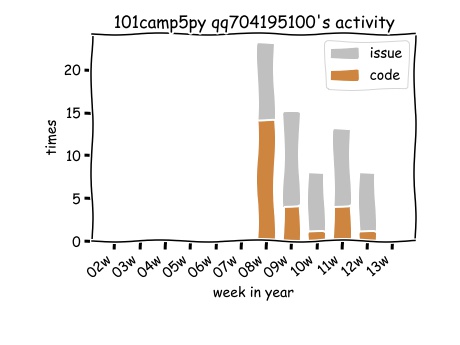 101camp5py qq704195100's activity
issue
code
times
20
15
10
5
0
02w 03w 04w 05w 06w 07w 08w 09w 10w 11w 12w 13w
week in year